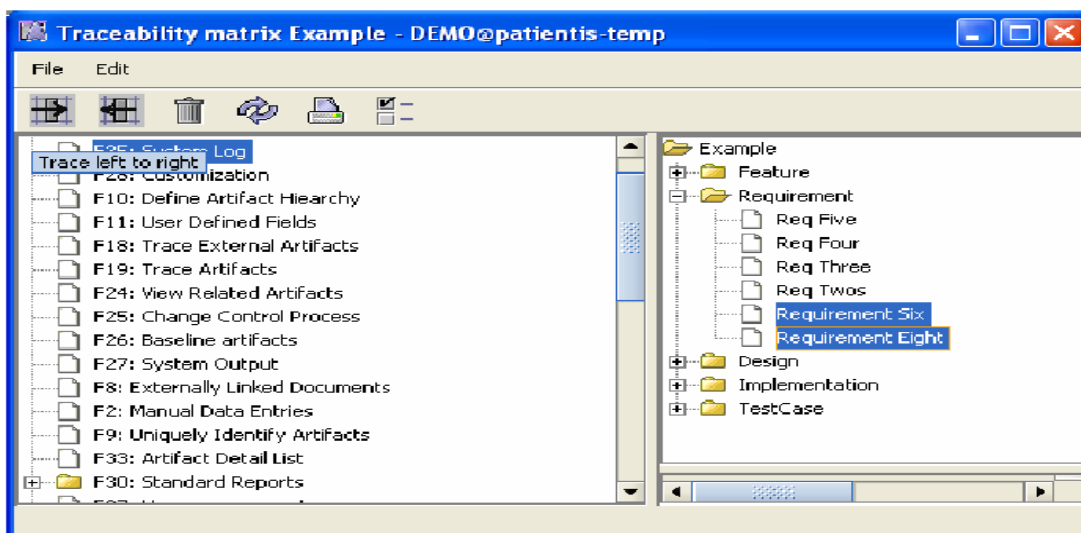 Traceability matrix Example - DEMO@patientis-temp
File Edit
System Log
Trace left to right
Customization
F10: Define Artifact Hiearchy
F11: User Defined Fields
F18: Trace External Artifacts
F19: Trace Artifacts
F24: View Related Artifacts
F25: Change Control Process
F26: Baseline artifacts
F27: System Output
F8: Externally Linked Documents
F2: Manual Data Entries
F9: Uniquely Identify Artifacts
F33: Artifact Detail List
F30: Standard Reports
Example
Feature
Requirement
Req Five
Req Four
Req Three
Req Twos
Requirement Six
Requirement Eight
Design
Implementation
TestCase